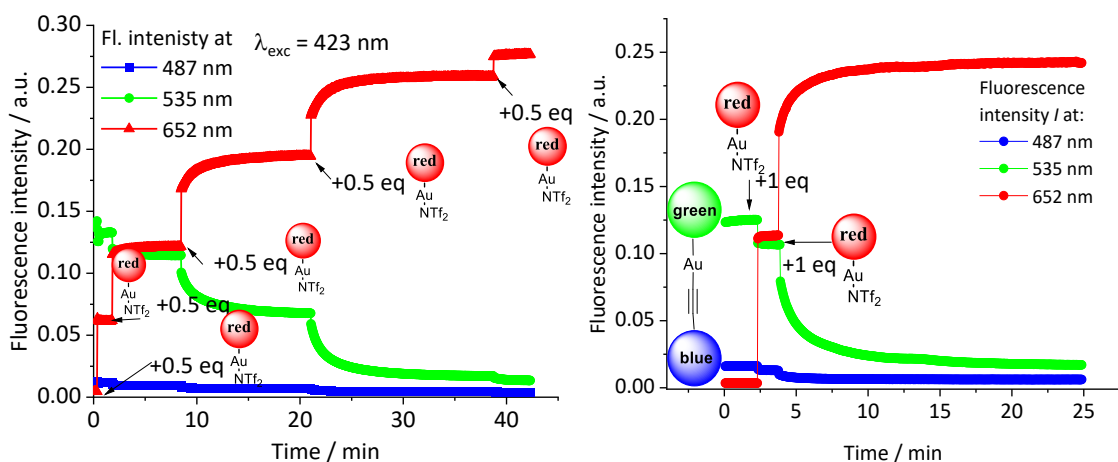 Fluorescence intensity / a.u.
0.30
0.25
0.20
0.15
0.10
0.05
0.00
Fl. intenisty at
λexc = 423 nm
487 nm
535 nm
652 nm
+0.5 eq
red
Au
NTf2
red
Au
NTf2
+0.5 eq
red
Au
NTf2
+0.5 eq
red
Au
NTf2
+0.5 eq
red
Au
NTf2
+0.5 eq
0 10 20 30 40
Time / min
Fluorescence intensity / a.u.
0.25
0.20
0.15
0.10
0.05
0.00
Fluorescence
intensity I at:
487 nm
535 nm
652 nm
red
Au
NTf2
+1 eq
green
Au
blue
red
Au
NTf2
+1 eq
0 5 10 15 20 25
Time / min